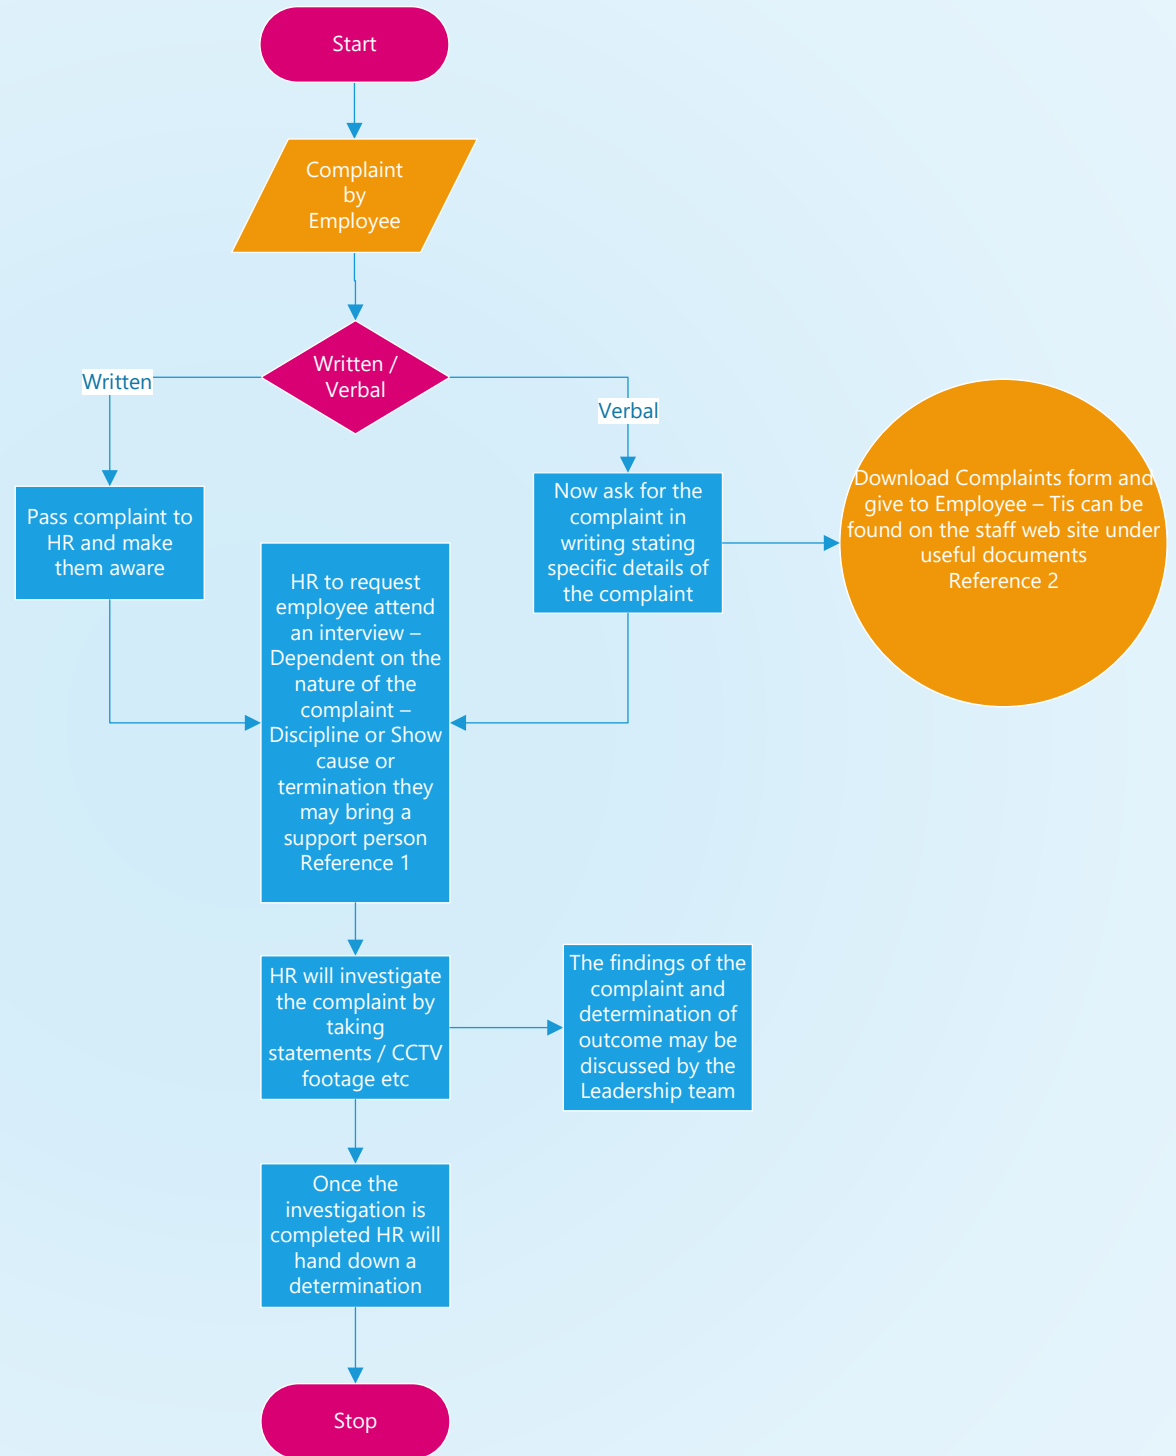 Start
Complaint
by
Employee
Written /
Verbal
Written
Verbal
Pass complaint to
HR and make
them aware
Now ask for the
complaint in
writing stating
specific details of
the complaint
Download Complaints form and
give to Employee – Tis can be
found on the staff web site under
useful documents
Reference 2
HR to request
employee attend
an interview –
Dependent on the
nature of the
complaint –
Discipline or Show
cause or
termination they
may bring a
support person
Reference 1
HR will investigate
the complaint by
taking
statements / CCTV
footage etc
The findings of the
complaint and
determination of
outcome may be
discussed by the
Leadership team
Once the
investigation is
completed HR will
hand down a
determination
Stop